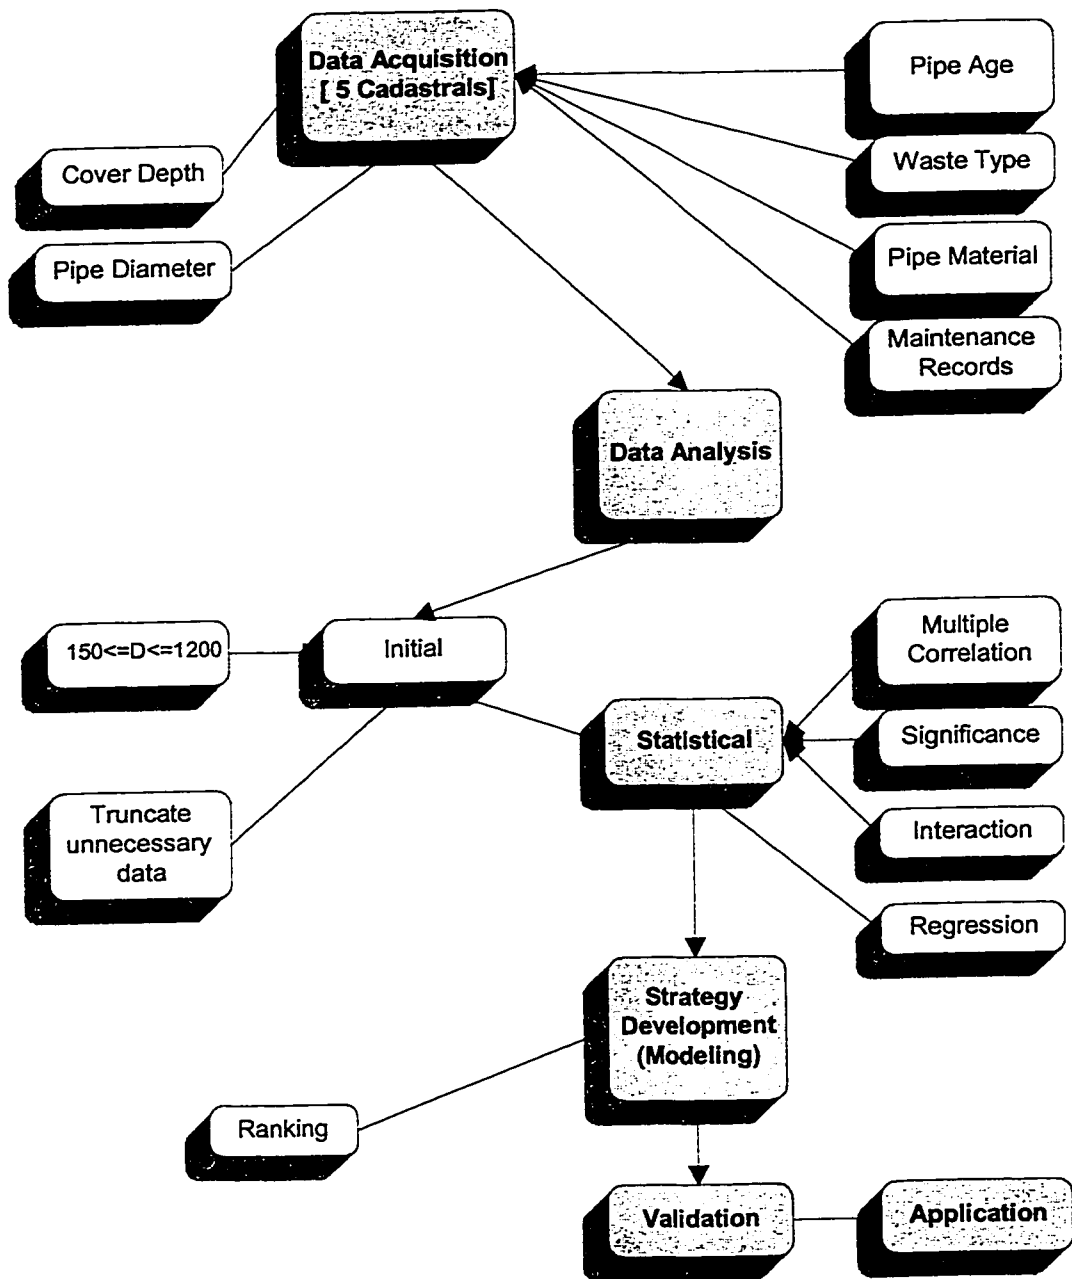 Data Acquisition
[ 5 Cadastrals]
Pipe Age
Cover Depth
Waste Type
Pipe Diameter
Pipe Material
Maintenance
Records
Data Analysis
150<=D<=1200
Initial
Multiple
Correlation
Statistical
Significance
Truncate
unnecessary
data
Interaction
Regression
Strategy
Development
(Modeling)
Ranking
Validation
Application